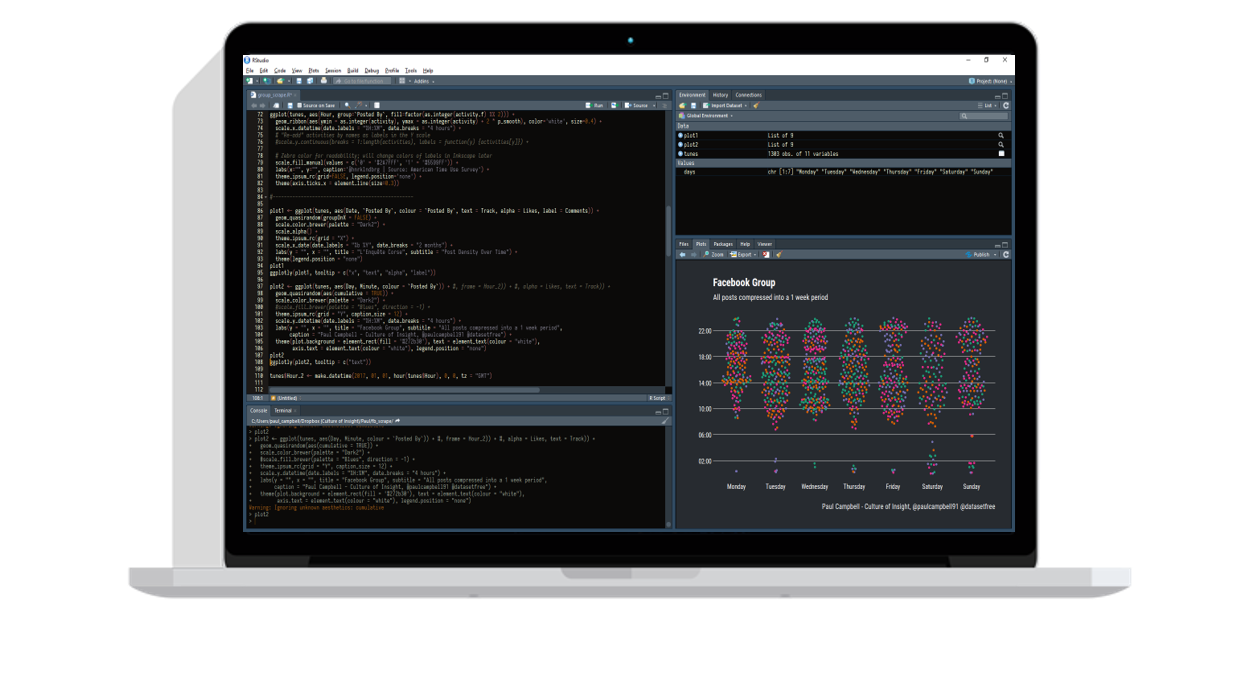 RStudio
File Edit Code View Plots Session Build Debug Profile Tools Help
Go to file/function Addins Project: (None)
group_scrape.R*
Source on Save Run Source
72 ggplot(tunes, aes(Hour, group='Posted By', fill=factor(as.integer(activity.f) %% 2))) +
73 geom_ribbon(aes(ymin = as.integer(activity), ymax = as.integer(activity) + 2 * p_smooth), color='white', size=0.4) +
74 scale_x_datetime(date_labels = "%H:%M", date_breaks = "4 hours") +
75 # "Re-add" activities by names as labels in the Y scale
76 #scale_y_continuous(breaks = 1:length(activities), labels = function(y) {activities[y]}) +
77
78 # Zebra color for readability; will change colors of labels in Inkscape later
79
80 labs(x="", y="", caption="@hnrkindbrg | Source: American Time Use Survey") +
81 theme_ipsum_rc(grid=FALSE, legend.position='none') +
82 theme(axis.ticks.x = element_line(size=0.3))
83
84 #
85
86 plot1 <- ggplot(tunes, aes(Date, 'Posted By', colour = 'Posted By', text = Track, alpha = Likes, label = Comments)) +
87 geom_quasirandom(groupOnX = FALSE) +
88 scale_color_brewer(palette = "Dark2") +
89 scale_alpha() +
90 theme_ipsum_rc(grid = "X") +
91 scale_x_date(date_labels = "%b %Y", date_breaks = "2 months") +
92 labs(y = "", x = "", title = "L'Enquête Corse", subtitle = "Post Density Over Time") +
93 theme(legend.position = "none")
94 plot1
95 ggplotly(plot1, tooltip = c("x", "text", "alpha", "label"))
96
97 plot2 <- ggplot(tunes, aes(Day, Minute, colour = 'Posted By')) + #, frame = Hour_2)) + #, alpha = Likes, text = Track)) +
98 geom_quasirandom(aes(cumulative = TRUE)) +
99 scale_color_brewer(palette = "Dark2") +
100 #scale_fill_brewer(palette = "Blues", direction = -1) +
101 theme_ipsum_rc(grid = "Y", caption_size = 12) +
102 scale_y_datetime(date_labels = "%H:%M", date_breaks = "4 hours") +
103 labs(y = "", x = "", title = "Facebook Group", subtitle = "All posts compressed into a 1 week period",
104 caption = "Paul Campbell - Culture of Insight, @paulcampbell91 @datasetfree") +
105 theme(plot.background = element_rect(fill = '#272b30'), text = element_text(colour = "white"),
106 axis.text = element_text(colour = "white"), legend.position = "none")
107 plot2
108 ggplotly(plot2, tooltip = c("text"))
109
110 tunes$Hour_2 <- make_datetime(2017, 01, 01, hour(tunes$Hour), 0, 0, tz = "GMT")
111
112
108:1 (Untitled) R Script
Console Terminal
C:/Users/paul_campbell/Dropbox (Culture of Insight)/Paul/fb_scrape/
> plot2
> plot2 <- ggplot(tunes, aes(Day, Minute, colour = 'Posted By')) + #, frame = Hour_2)) + #, alpha = Likes, text = Track)) +
+ geom_quasirandom(aes(cumulative = TRUE)) +
+ scale_color_brewer(palette = "Dark2") +
+ #scale_fill_brewer(palette = "Blues", direction = -1) +
+ theme_ipsum_rc(grid = "Y", caption_size = 12) +
+ scale_y_datetime(date_labels = "%H:%M", date_breaks = "4 hours") +
+ labs(y = "", x = "", title = "Facebook Group", subtitle = "All posts compressed into a 1 week period",
+ caption = "Paul Campbell - Culture of Insight, @paulcampbell91 @datasetfree") +
+ theme(plot.background = element_rect(fill = '#272b30'), text = element_text(colour = "white"),
+ axis.text = element_text(colour = "white"), legend.position = "none")
Warning: Ignoring unknown aesthetics: cumulative
> plot2
>
Environment History Connections
Import Dataset List
Global Environment
Data
plot1 List of 9
plot2 List of 9
tunes 1303 obs. of 11 variables
Values
days chr [1:7] "Monday" "Tuesday" "Wednesday" "Thursday" "Friday" "Saturday" "Sunday"
Files Plots Packages Help Viewer
Zoom Export Publish
Facebook Group
All posts compressed into a 1 week period
22:00
18:00
14:00
10:00
06:00
02:00
Monday Tuesday Wednesday Thursday Friday Saturday Sunday
Paul Campbell - Culture of Insight, @paulcampbell91 @datasetfree